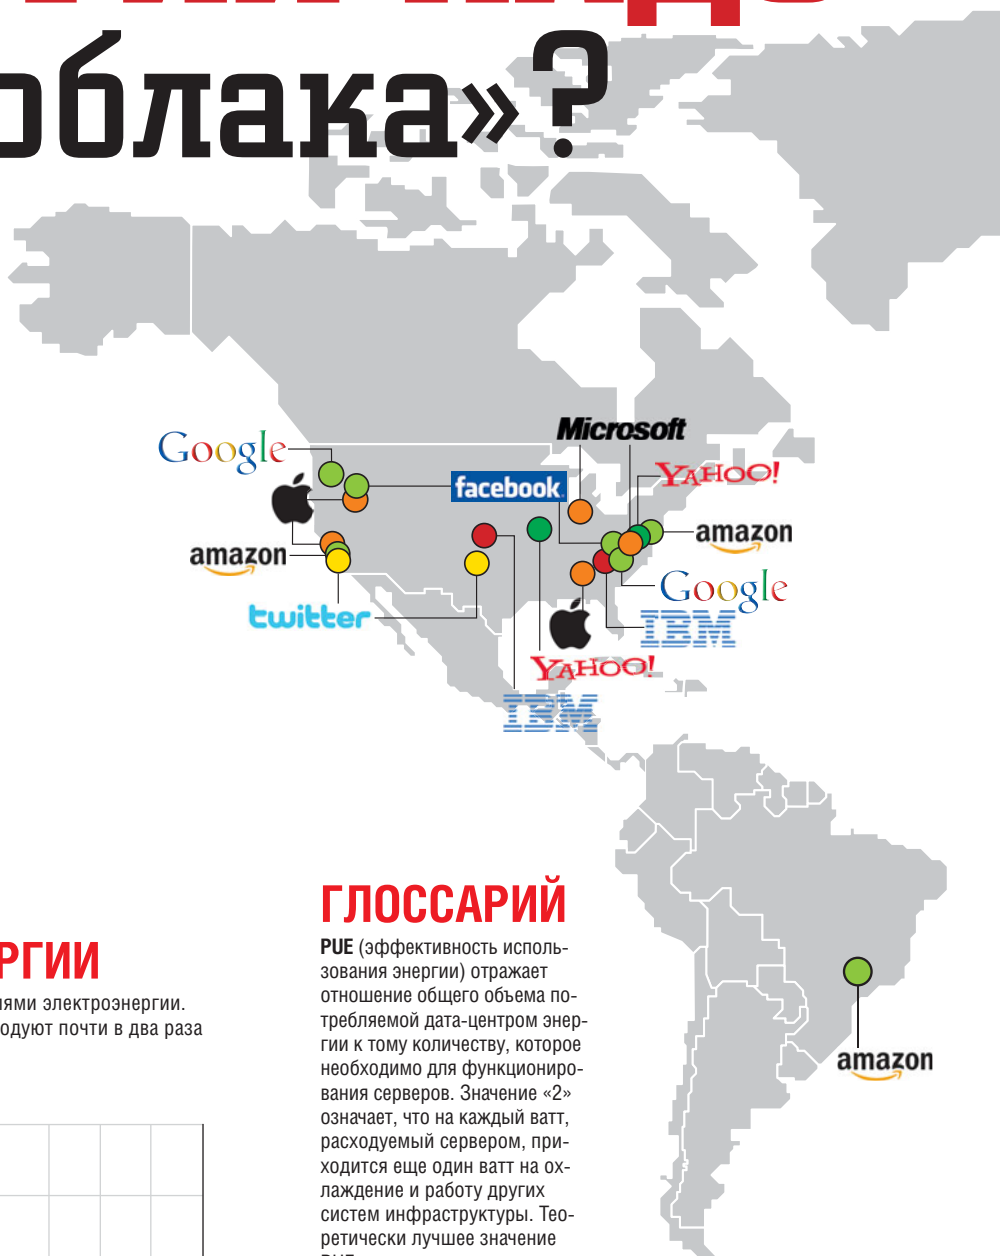 облака»?
Google
Microsoft
facebook
YAHOO!
amazon
amazon
Google
twitter
IBM
YAHOO!
IBM
amazon
РГИИ
иями электроэнергии.
одуют почти в два раза
ГЛОССАРИЙ
PUE (эффективность исполь-
зования энергии) отражает
отношение общего объема по-
требляемой дата-центром энер-
гии к тому количеству, которое
необходимо для функциониро-
вания серверов. Значение «2»
означает, что на каждый ватт,
расходуемый сервером, при-
ходится еще один ватт на ох-
лаждение и работу других
систем инфраструктуры. Тео-
ретически лучшее значение